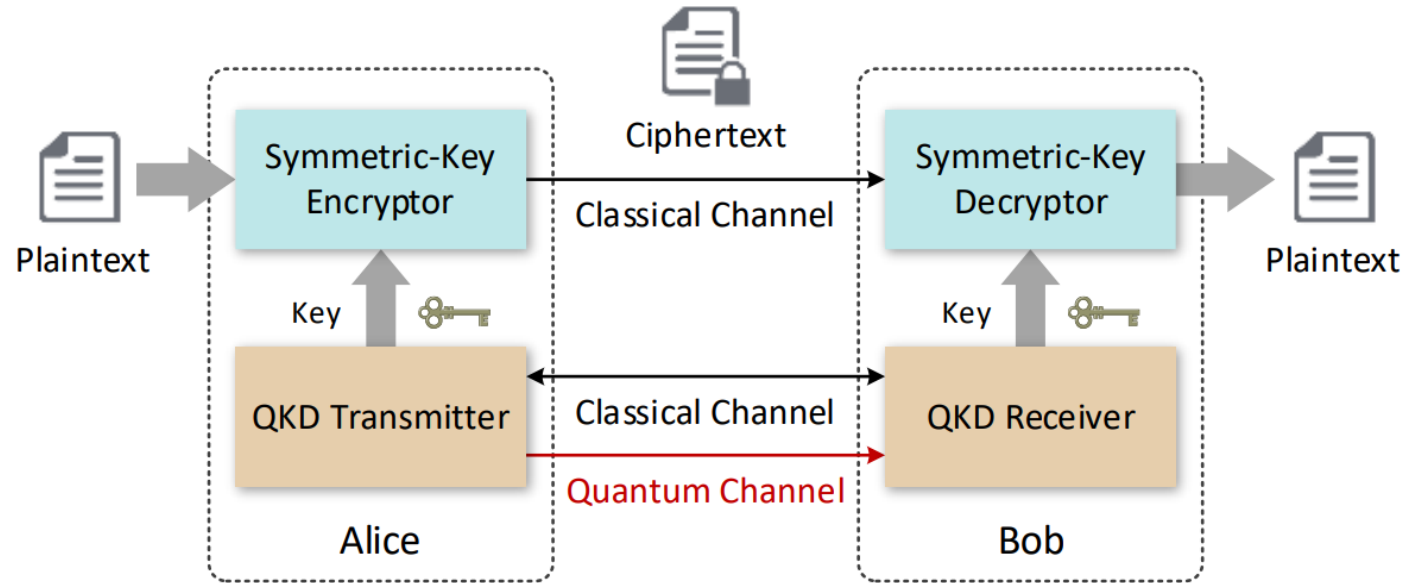 Ciphertext
Symmetric-Key
Encryptor
Symmetric-Key
Decryptor
Classical Channel
Plaintext
Plaintext
Key
Key
QKD Transmitter
Classical Channel
QKD Receiver
Quantum Channel
Alice
Bob